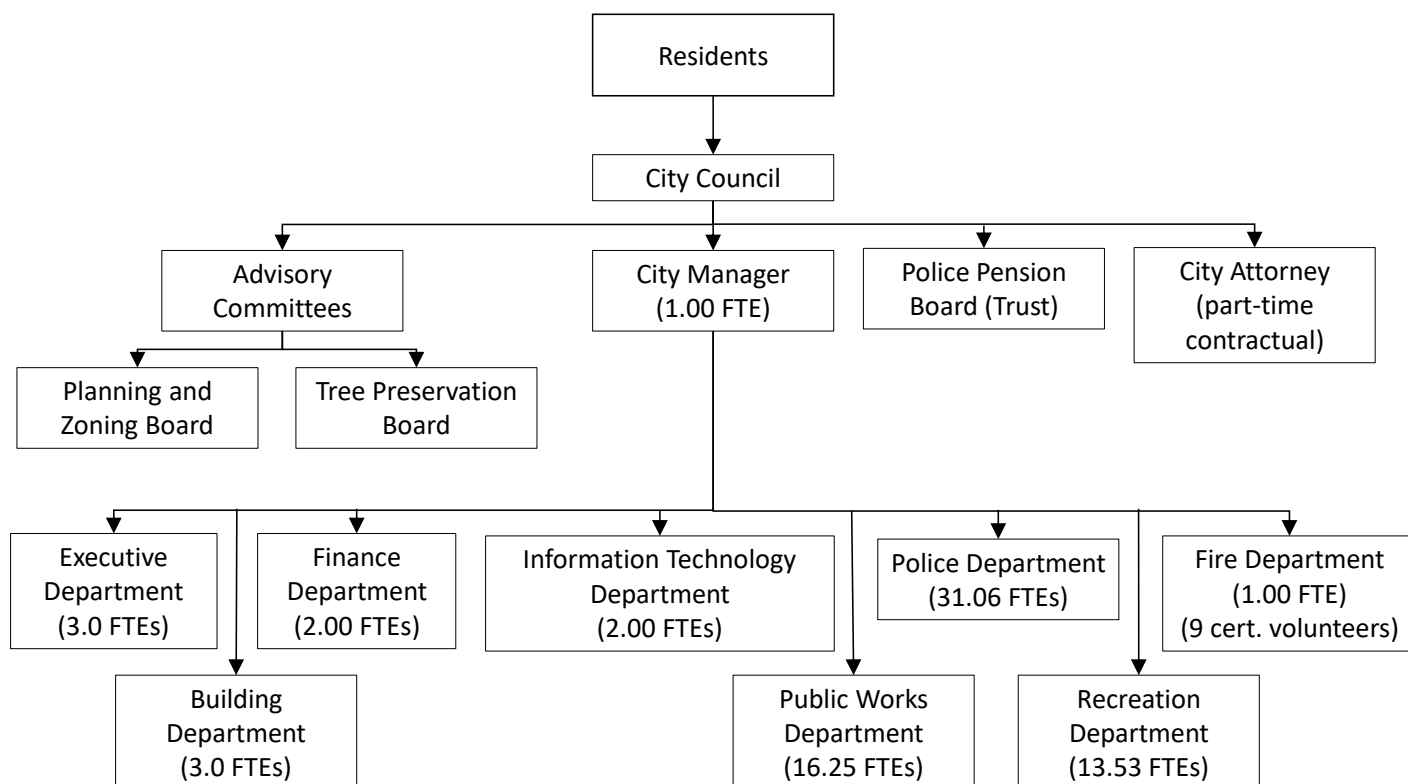 Residents
City Council
Advisory
Committees
City Manager
(1.00 FTE)
Police Pension
Board (Trust)
City Attorney
(part-time
contractual)
Planning and
Zoning Board
Tree Preservation
Board
Executive
Department
(3.0 FTEs)
Finance
Department
(2.00 FTEs)
Information Technology
Department
(2.00 FTEs)
Police Department
(31.06 FTEs)
Fire Department
(1.00 FTE)
(9 cert. volunteers)
Building
Department
(3.0 FTEs)
Public Works
Department
(16.25 FTEs)
Recreation
Department
(13.53 FTEs)